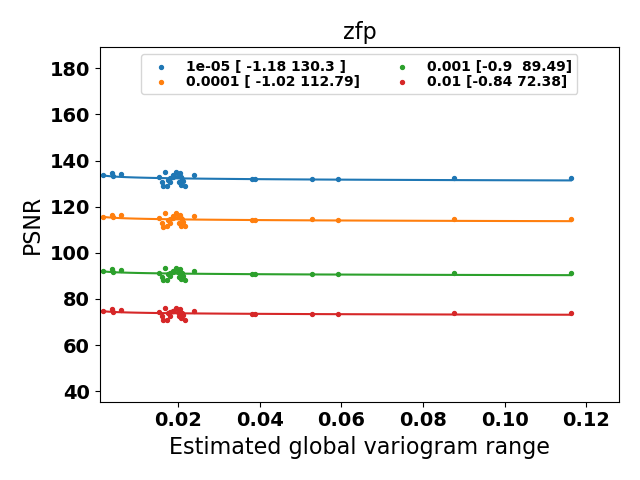 zfp
1e-05 [ -1.18 130.3 ]
0.0001 [ -1.02 112.79]
0.001 [-0.9  89.49]
0.01 [-0.84 72.38]
180
160
140
120
100
80
60
40
PSNR
0.02 0.04 0.06 0.08 0.10 0.12
Estimated global variogram range